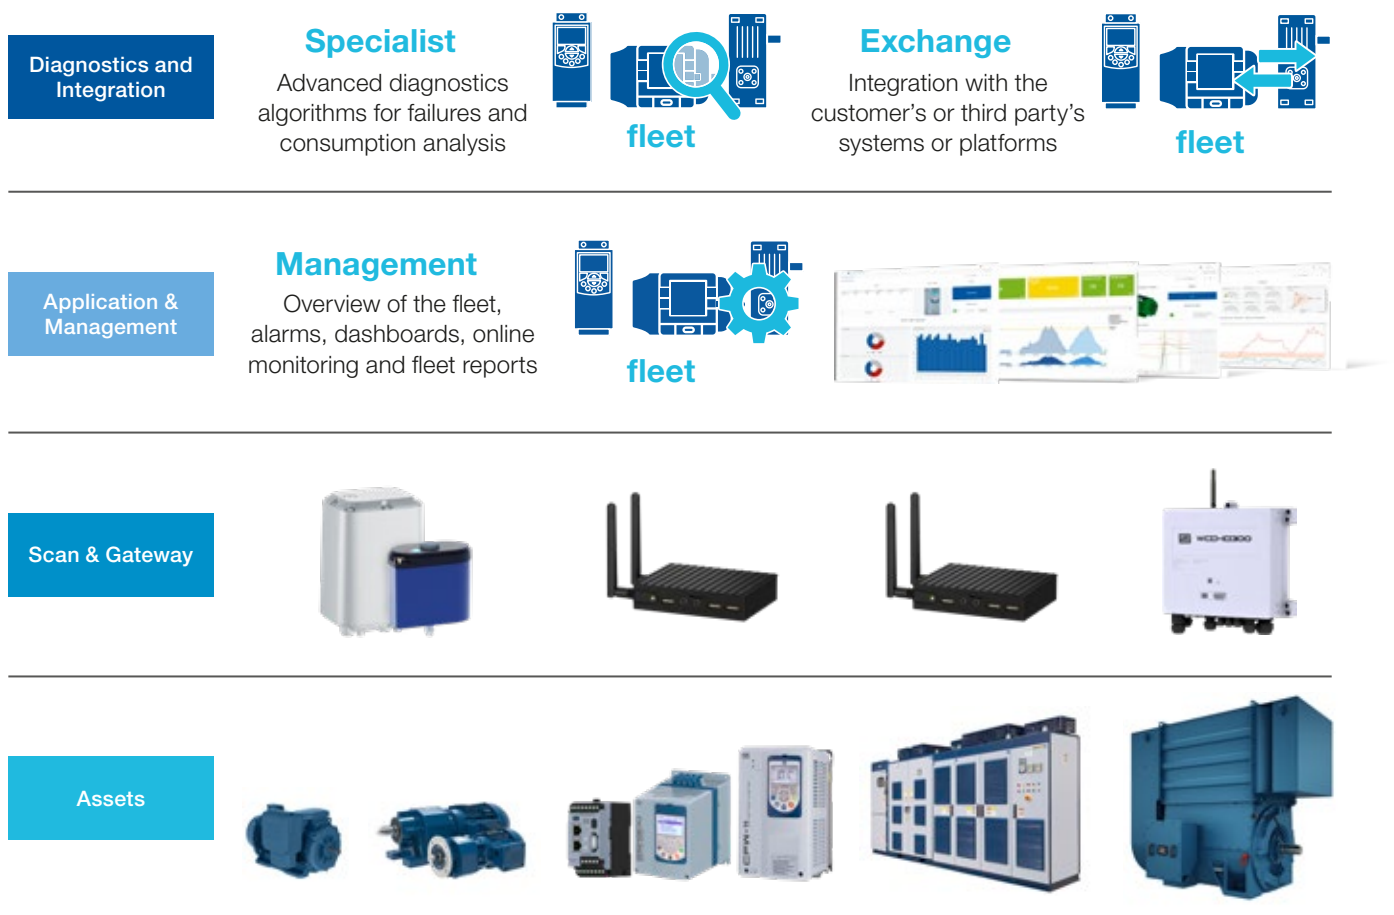 Diagnostics and
Integration
Specialist
Advanced diagnostics
algorithms for failures and
consumption analysis
fleet
Exchange
Integration with the
customer's or third party's
systems or platforms
fleet
Application &
Management
Management
Overview of the fleet,
alarms, dashboards, online
monitoring and fleet reports
fleet
Scan & Gateway
Assets
CFW-11